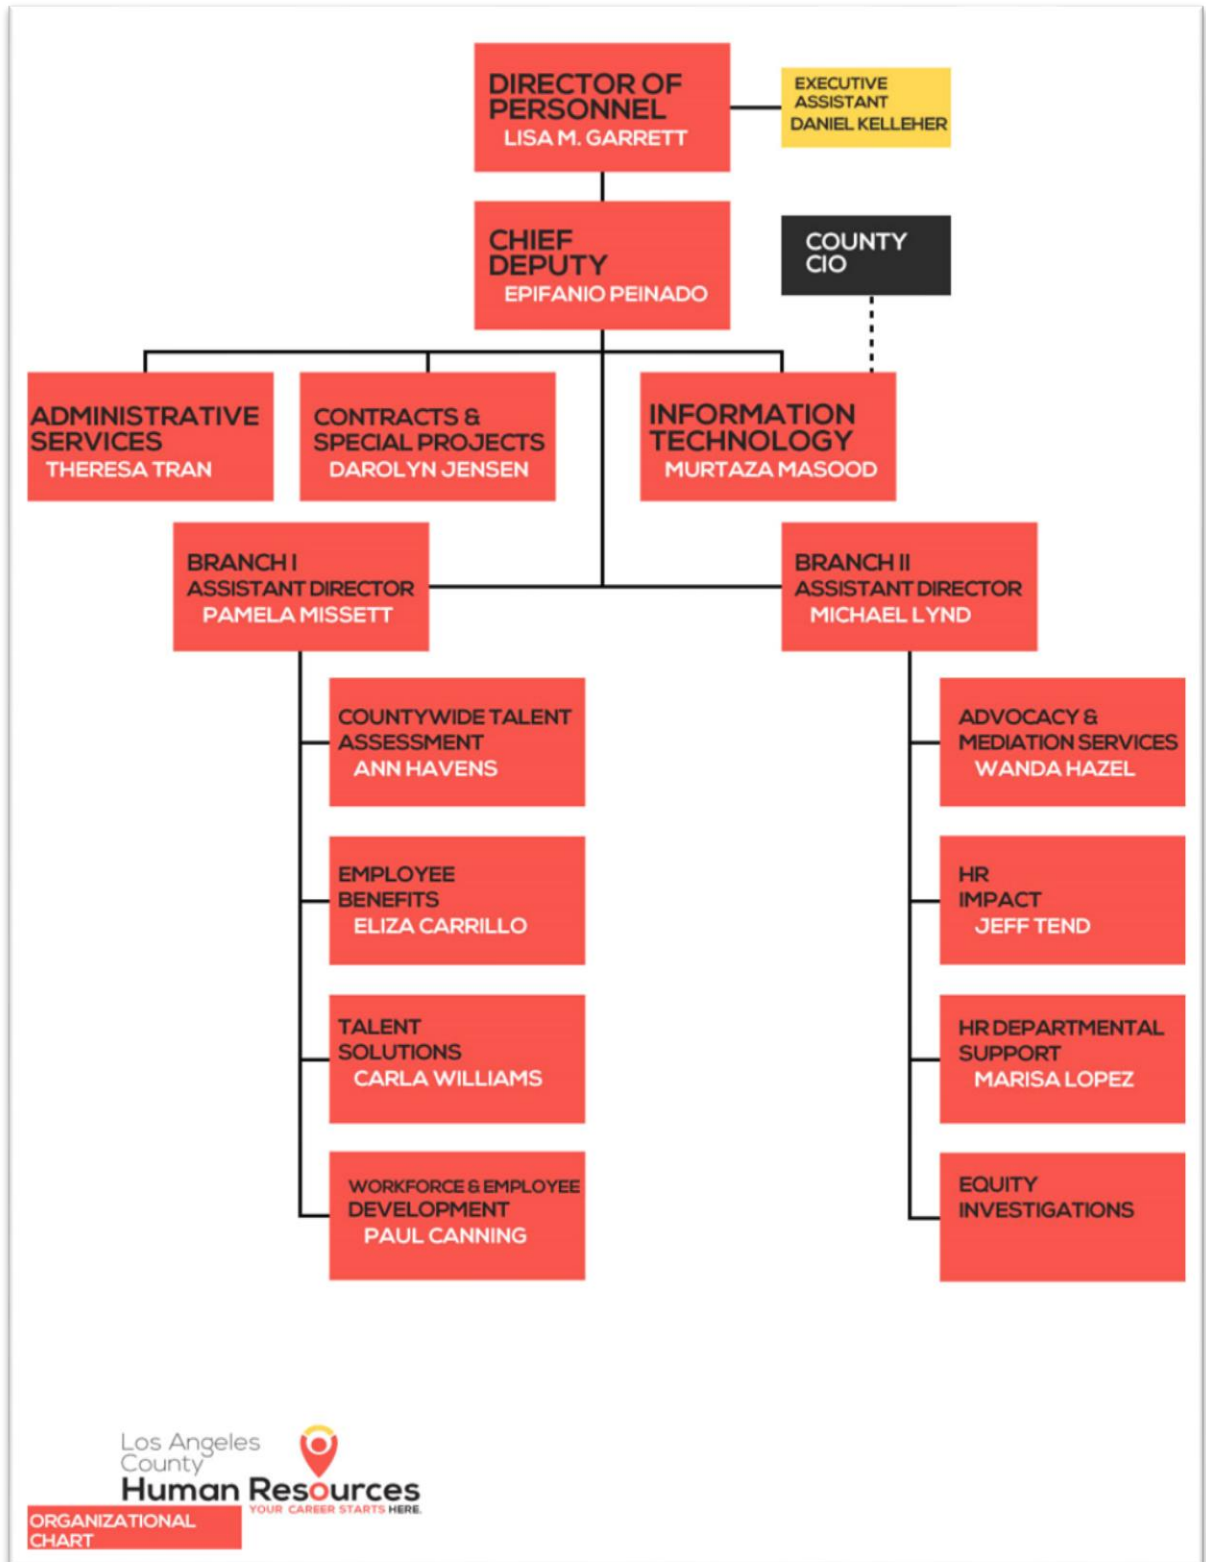 DIRECTOR OF
PERSONNEL
LISA M. GARRETT
EXECUTIVE
ASSISTANT
DANIEL KELLEHER
CHIEF
DEPUTY
EPIFANIO PEINADO
COUNTY
CIO
ADMINISTRATIVE
SERVICES
THERESA TRAN
CONTRACTS &
SPECIAL PROJECTS
DAROLYN JENSEN
INFORMATION
TECHNOLOGY
MURTAZA MASOOD
BRANCH I
ASSISTANT DIRECTOR
PAMELA MISSETT
BRANCH II
ASSISTANT DIRECTOR
MICHAEL LYND
COUNTYWIDE TALENT
ASSESSMENT
ANN HAVENS
EMPLOYEE
BENEFITS
ELIZA CARRILLO
TALENT
SOLUTIONS
CARLA WILLIAMS
WORKFORCE & EMPLOYEE
DEVELOPMENT
PAUL CANNING
ADVOCACY &
MEDIATION SERVICES
WANDA HAZEL
HR
IMPACT
JEFF TEND
HR DEPARTMENTAL
SUPPORT
MARISA LOPEZ
EQUITY
INVESTIGATIONS
Los Angeles
County
Human Resources
YOUR CAREER STARTS HERE.
ORGANIZATIONAL
CHART